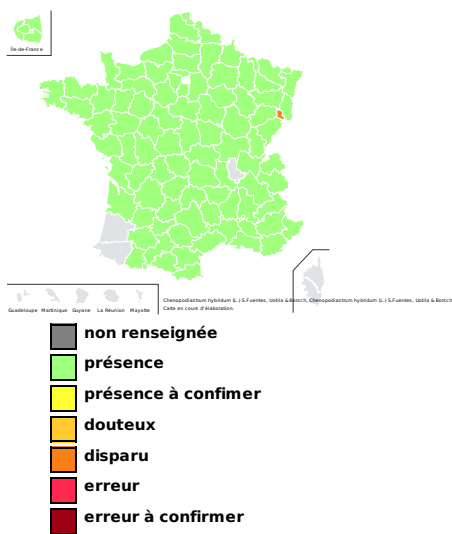 Île-de-France
Guadeloupe Martinique Guyane La Réunion Mayotte
Chenopodiastrum hybridum (L.) S.Fuentes, Uotila & Borsch, Chenopodiastrum hybridum (L.) S.Fuentes, Uotila & Borsch
Carte en cours d'élaboration.
non renseignée
présence
présence à confimer
douteux
disparu
erreur
erreur à confirmer